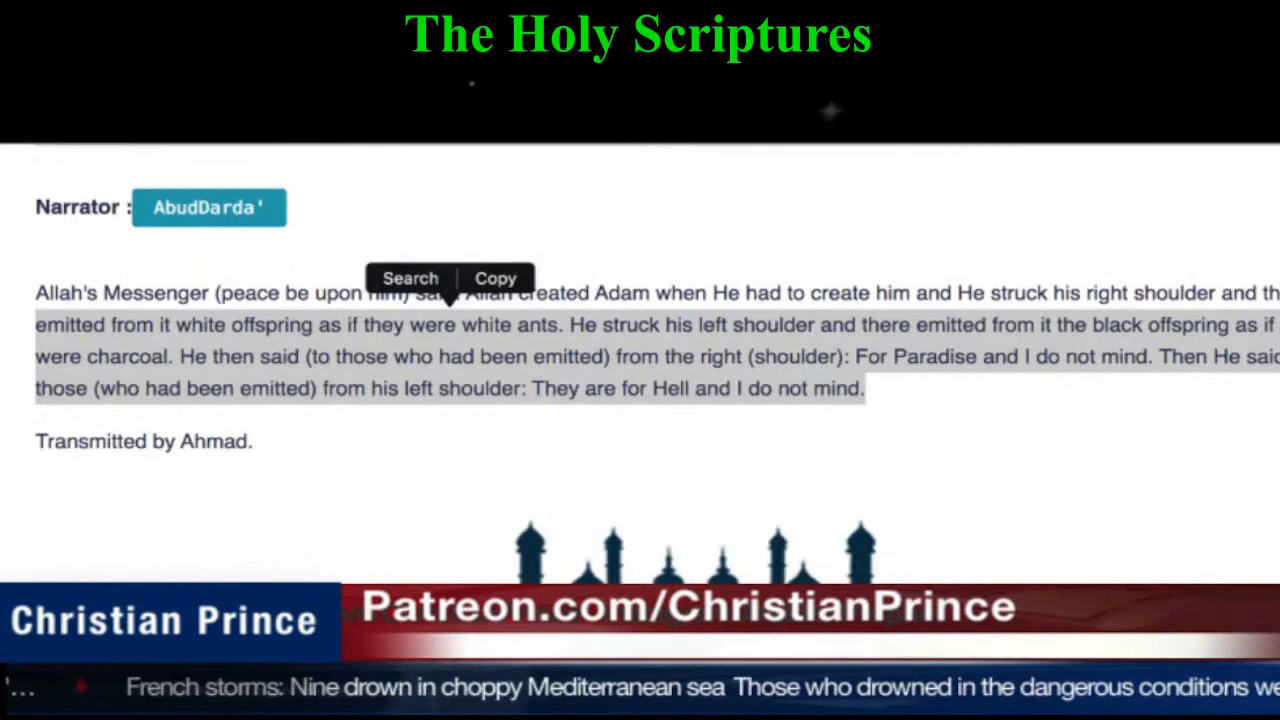 The Holy Scriptures
Narrator : AbudDarda'
Search Copy
Allah's Messenger (peace be upon him) said Allah created Adam when He had to create him and He struck his right shoulder and th
emitted from it white offspring as if they were white ants. He struck his left shoulder and there emitted from it the black offspring as if
were charcoal. He then said (to those who had been emitted) from the right (shoulder): For Paradise and I do not mind. Then He said
those (who had been emitted) from his left shoulder: They are for Hell and I do not mind.
Transmitted by Ahmad.
Christian Prince
Patreon.com/ChristianPrince
'... French storms: Nine drown in choppy Mediterranean sea Those who drowned in the dangerous conditions we